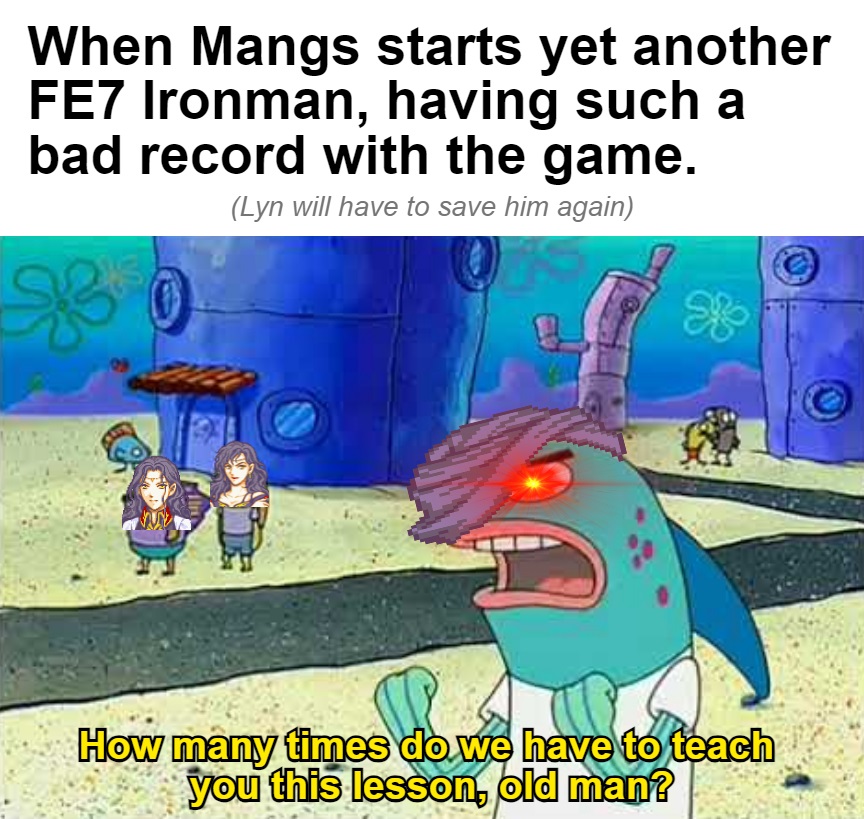 When Mangs starts yet another
FE7 Ironman, having such a
bad record with the game.
(Lyn will have to save him again)
How many times do we have to teach
you this lesson, old man?